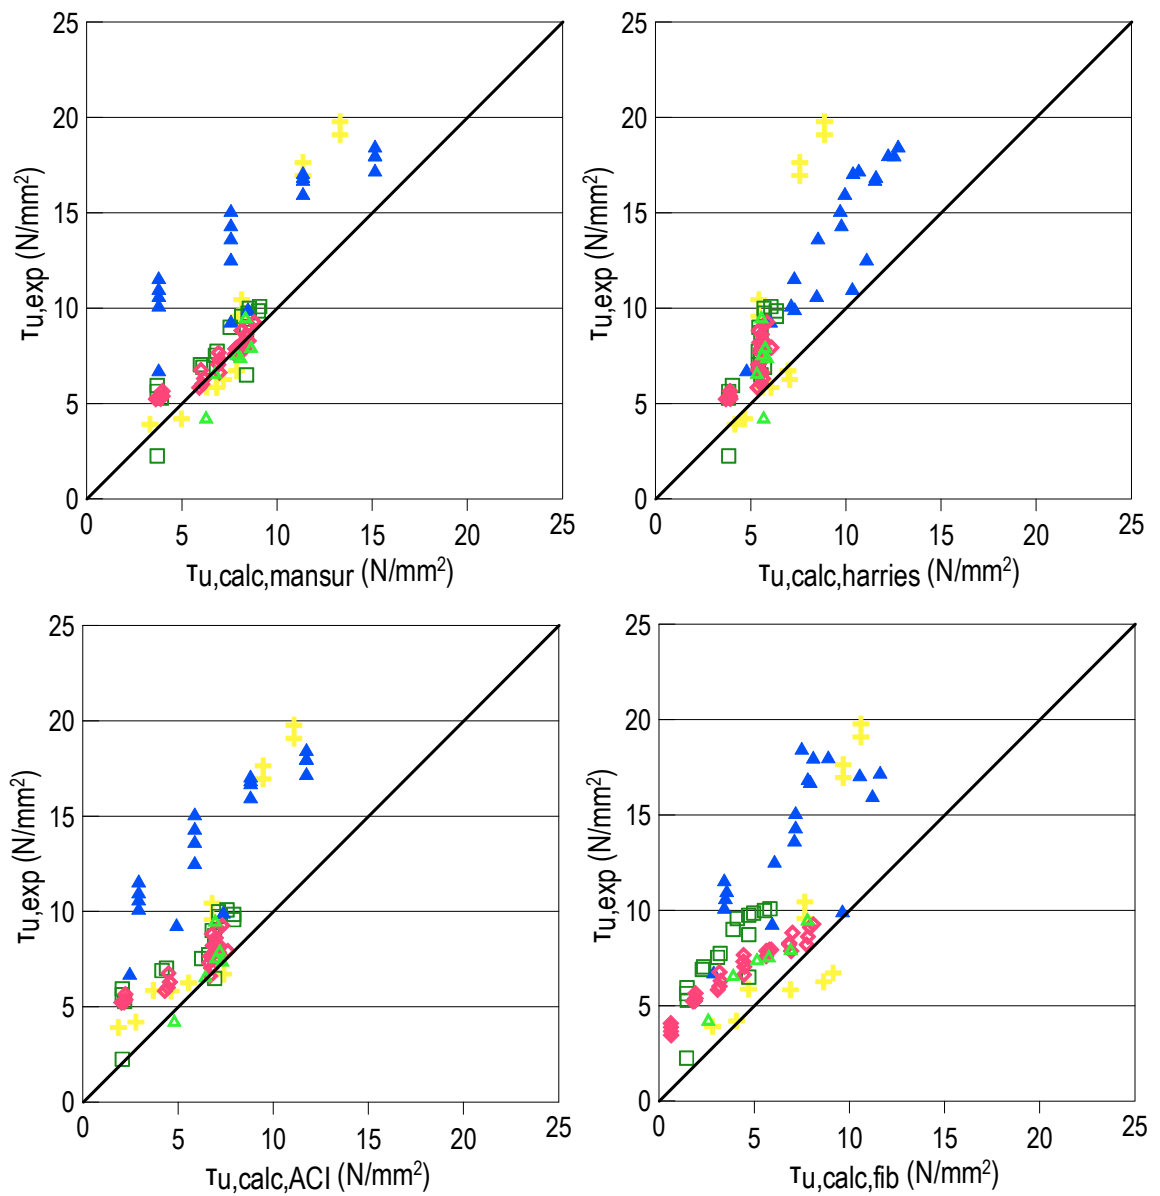 25
20
15
10
5
0
τu,exp (N/mm²)
0 5 10 15 20 25
τu,calc,mansur (N/mm²)
25
20
15
10
5
0
τu,exp (N/mm²)
0 5 10 15 20 25
τu,calc,harries (N/mm²)
25
20
15
10
5
0
τu,exp (N/mm²)
0 5 10 15 20 25
τu,calc,ACI (N/mm²)
25
20
15
10
5
0
τu,exp (N/mm²)
0 5 10 15 20 25
τu,calc,fib (N/mm²)